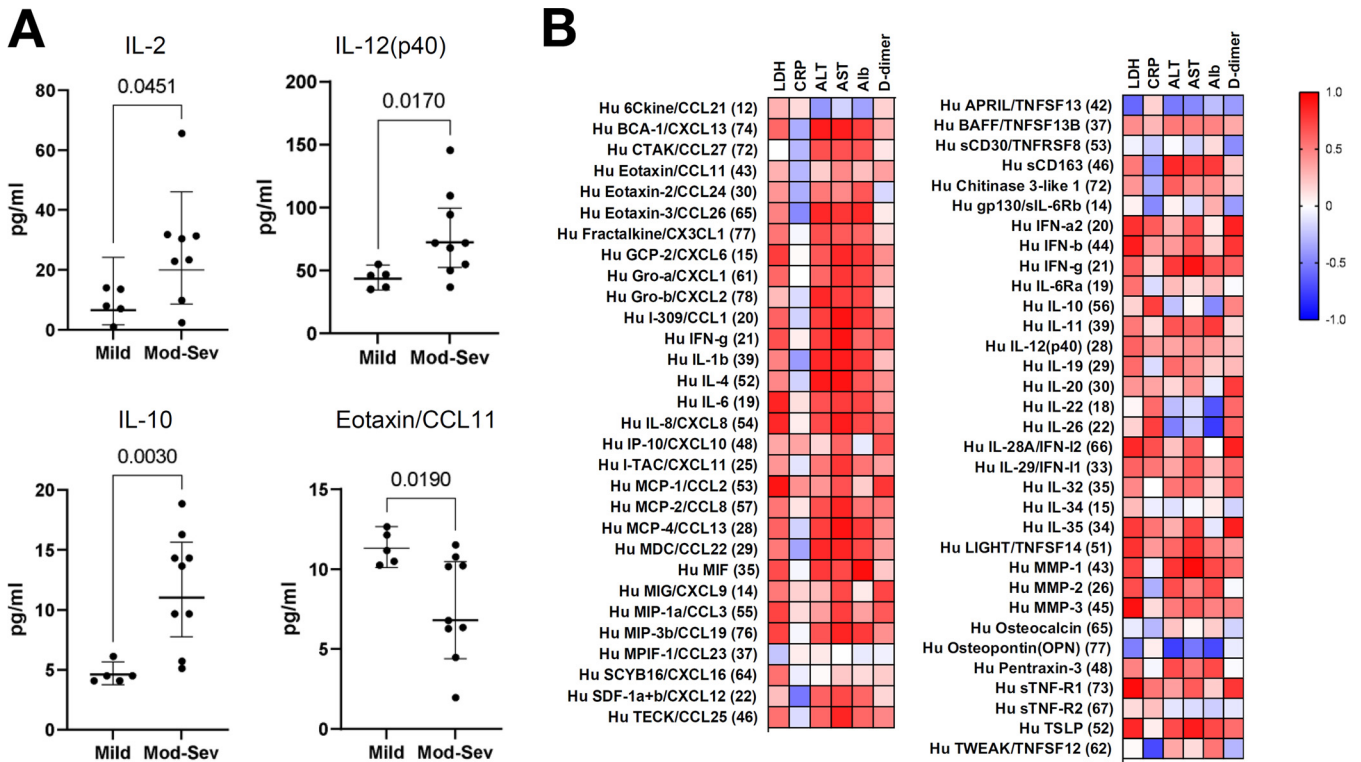 A
IL-2
0.0451
80
60
40
20
0
pg/ml
Mild Mod-Sev
IL-12(p40)
0.0170
200
150
100
50
0
pg/ml
Mild Mod-Sev
IL-10
0.0030
20
15
10
5
0
pg/ml
Mild Mod-Sev
Eotaxin/CCL11
0.0190
15
10
5
0
pg/ml
Mild Mod-Sev
B
LDH CRP ALT AST Alb D-dimer
Hu 6Ckine/CCL21 (12)
Hu BCA-1/CXCL13 (74)
Hu CTAK/CCL27 (72)
Hu Eotaxin/CCL11 (43)
Hu Eotaxin-2/CCL24 (30)
Hu Eotaxin-3/CCL26 (65)
Hu Fractalkine/CX3CL1 (77)
Hu GCP-2/CXCL6 (15)
Hu Gro-a/CXCL1 (61)
Hu Gro-b/CXCL2 (78)
Hu I-309/CCL1 (20)
Hu IFN-g (21)
Hu IL-1b (39)
Hu IL-4 (52)
Hu IL-6 (19)
Hu IL-8/CXCL8 (54)
Hu IP-10/CXCL10 (48)
Hu I-TAC/CXCL11 (25)
Hu MCP-1/CCL2 (53)
Hu MCP-2/CCL8 (57)
Hu MCP-4/CCL13 (28)
Hu MDC/CCL22 (29)
Hu MIF (35)
Hu MIG/CXCL9 (14)
Hu MIP-1a/CCL3 (55)
Hu MIP-3b/CCL19 (76)
Hu MPIF-1/CCL23 (37)
Hu SCYB16/CXCL16 (64)
Hu SDF-1a+b/CXCL12 (22)
Hu TECK/CCL25 (46)
LDH CRP ALT AST Alb D-dimer
Hu APRIL/TNFSF13 (42)
Hu BAFF/TNFSF13B (37)
Hu sCD30/TNFRSF8 (53)
Hu sCD163 (46)
Hu Chitinase 3-like 1 (72)
Hu gp130/sIL-6Rb (14)
Hu IFN-a2 (20)
Hu IFN-b (44)
Hu IFN-g (21)
Hu IL-6Ra (19)
Hu IL-10 (56)
Hu IL-11 (39)
Hu IL-12(p40) (28)
Hu IL-19 (29)
Hu IL-20 (30)
Hu IL-22 (18)
Hu IL-26 (22)
Hu IL-28A/IFN-l2 (66)
Hu IL-29/IFN-l1 (33)
Hu IL-32 (35)
Hu IL-34 (15)
Hu IL-35 (34)
Hu LIGHT/TNFSF14 (51)
Hu MMP-1 (43)
Hu MMP-2 (26)
Hu MMP-3 (45)
Hu Osteocalcin (65)
Hu Osteopontin(OPN) (77)
Hu Pentraxin-3 (48)
Hu sTNF-R1 (73)
Hu sTNF-R2 (67)
Hu TSLP (52)
Hu TWEAK/TNFSF12 (62)
1.0
0.5
0
-0.5
-1.0